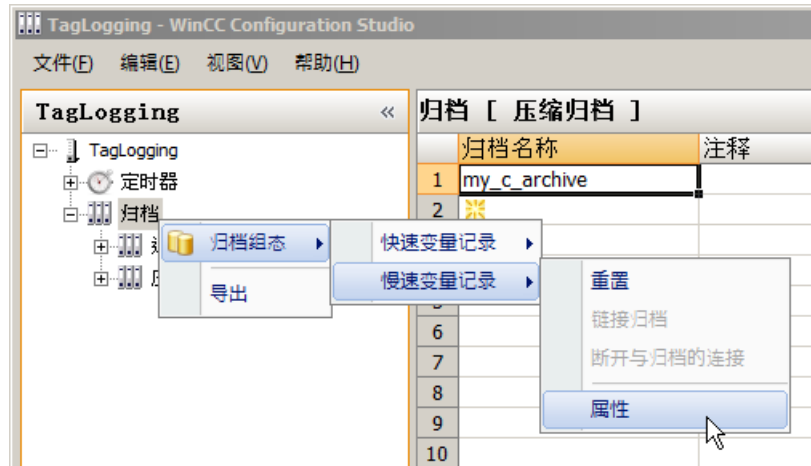 TagLogging - WinCC Configuration Studio
文件(F) 编辑(E) 视图(V) 帮助(H)
TagLogging «
归档 [ 压缩归档 ]
TagLogging
归档名称 注释
定时器
1 my_c_archive
归档
2
归档组态
快速变量记录
导出
慢速变量记录
重置
链接归档
6
断开与归档的连接
7
8
属性
9
10